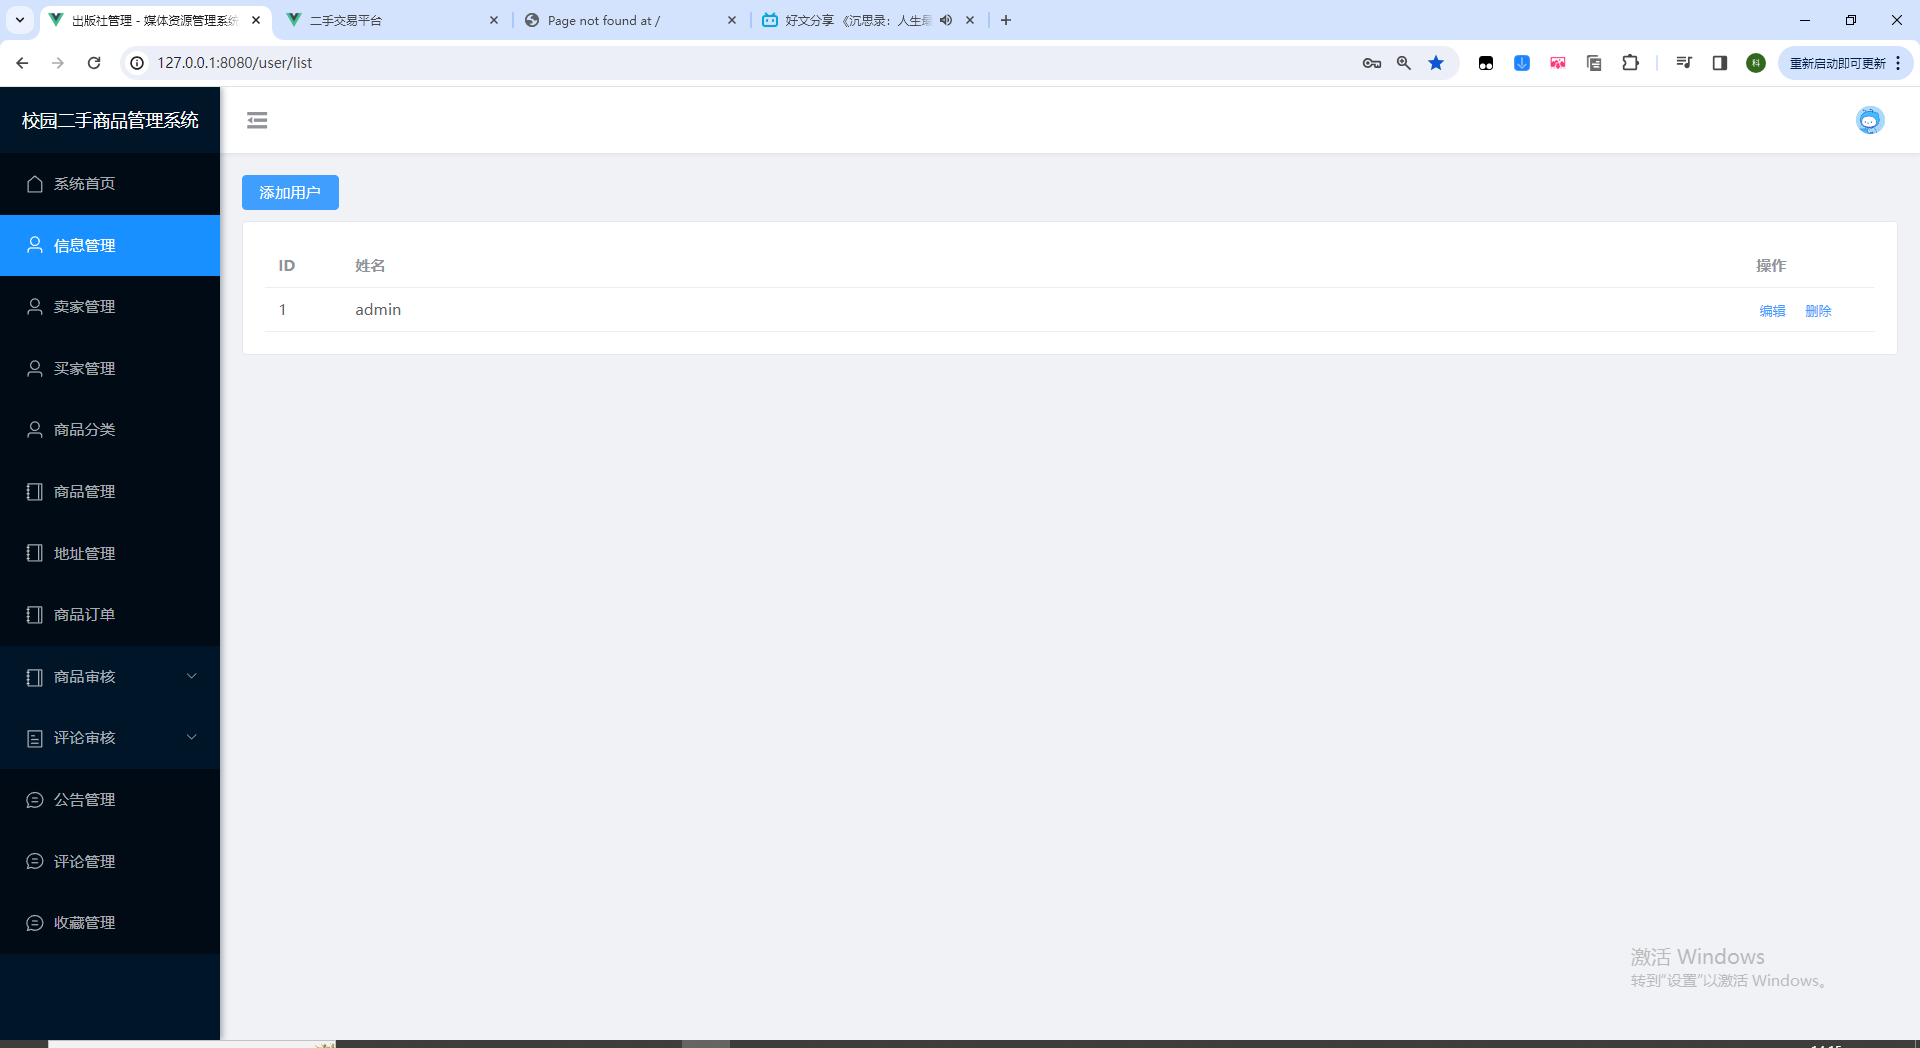 出版社管理 - 媒体资源管理系统
二手交易平台
Page not found at /
好文分享 《沉思录：人生最
127.0.0.1:8080/user/list
科
重新启动即可更新
校园二手商品管理系统
系统首页
信息管理
卖家管理
买家管理
商品分类
商品管理
地址管理
商品订单
商品审核
评论审核
公告管理
评论管理
收藏管理
添加用户
ID 姓名 操作
1 admin 编辑 删除
激活 Windows
转到"设置"以激活 Windows。